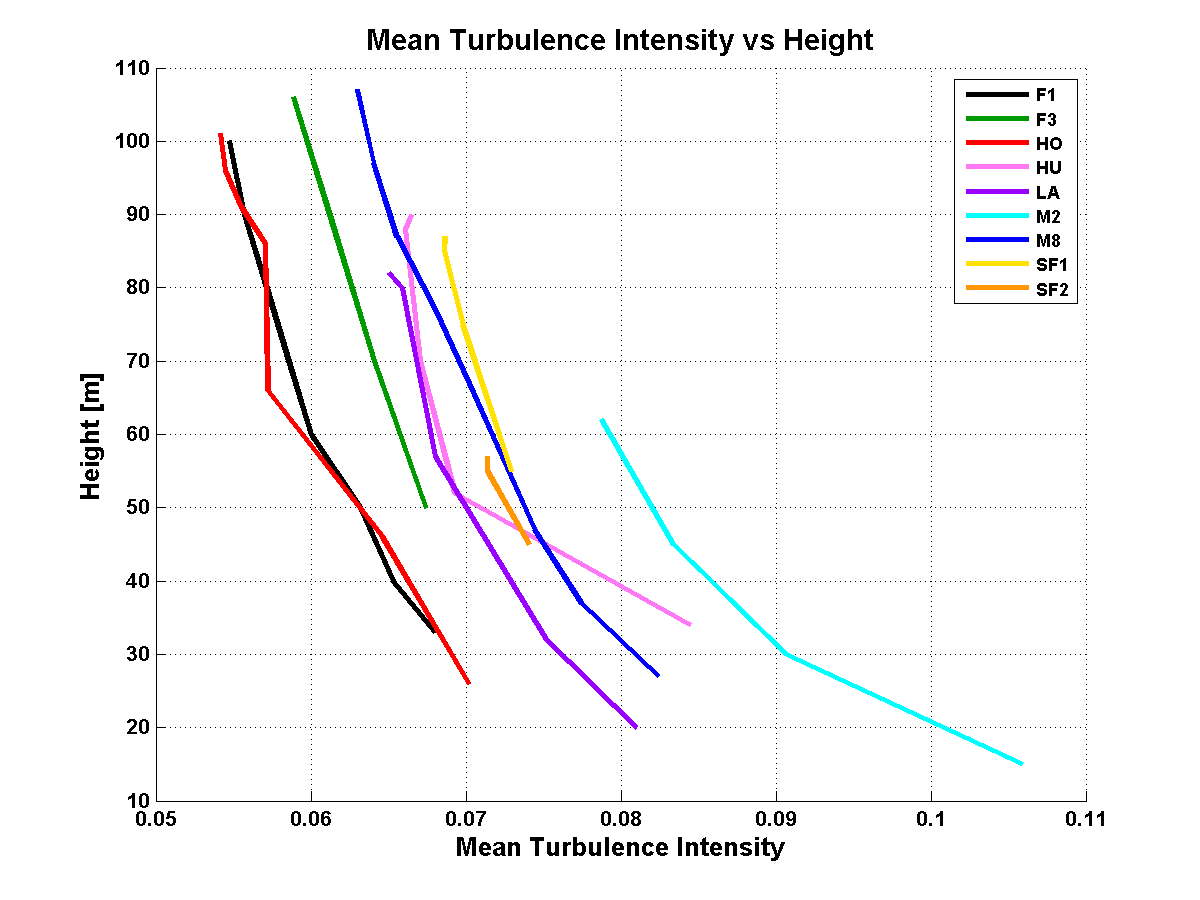 Mean Turbulence Intensity vs Height
110
100
90
80
70
60
50
40
30
20
10
Height [m]
0.05 0.06 0.07 0.08 0.09 0.1 0.11
Mean Turbulence Intensity
F1
F3
HO
HU
LA
M2
M8
SF1
SF2